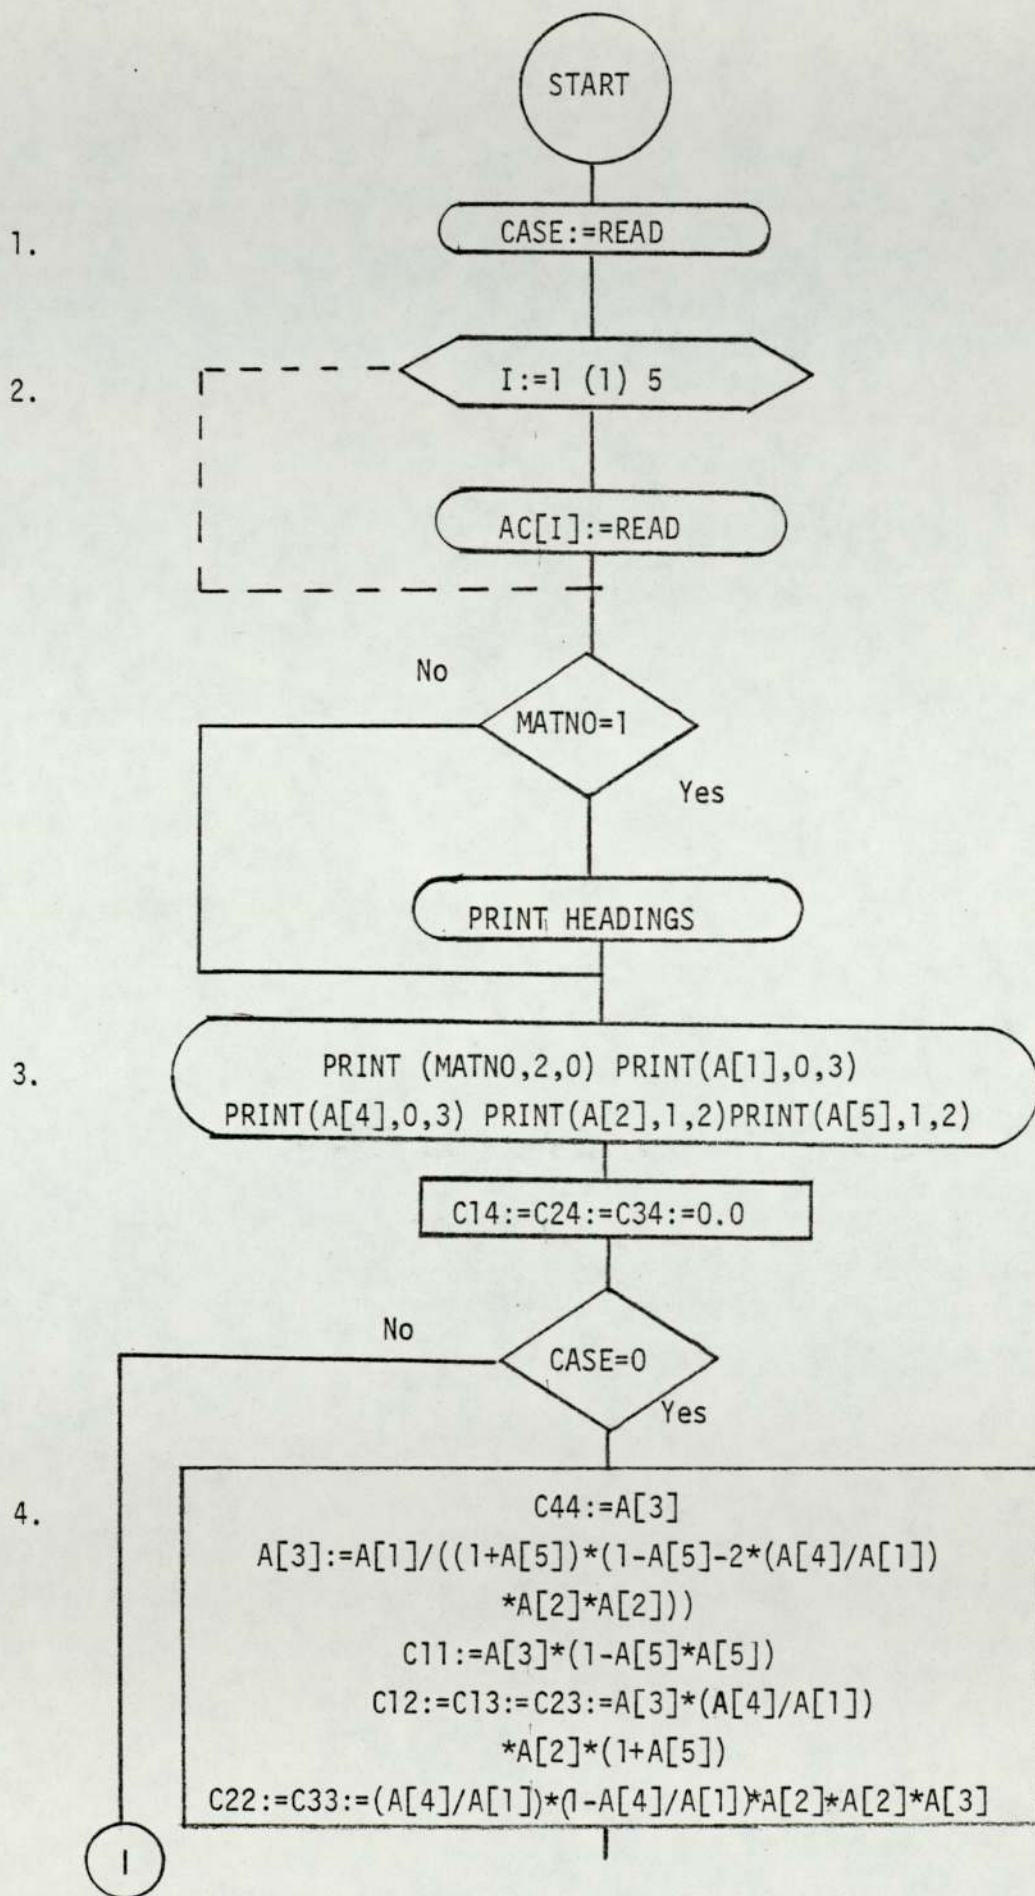 START
1.
CASE:=READ
2.
I:=1 (1) 5
AC[I]:=READ
No
MATNO=1
Yes
PRINT HEADINGS
3.
PRINT (MATNO,2,0) PRINT(A[1],0,3)
PRINT(A[4],0,3) PRINT(A[2],1,2)PRINT(A[5],1,2)
C14:=C24:=C34:=0.0
No
CASE=0
Yes
4.
C44:=A[3]
A[3]:=A[1]/((1+A[5])*(1-A[5]-2*(A[4]/A[1])
*A[2]*A[2]))
C11:=A[3]*(1-A[5]*A[5])
C12:=C13:=C23:=A[3]*(A[4]/A[1])
*A[2]*(1+A[5])
C22:=C33:=(A[4]/A[1])*(1-A[4]/A[1])*A[2]*A[2]*A[3]
1